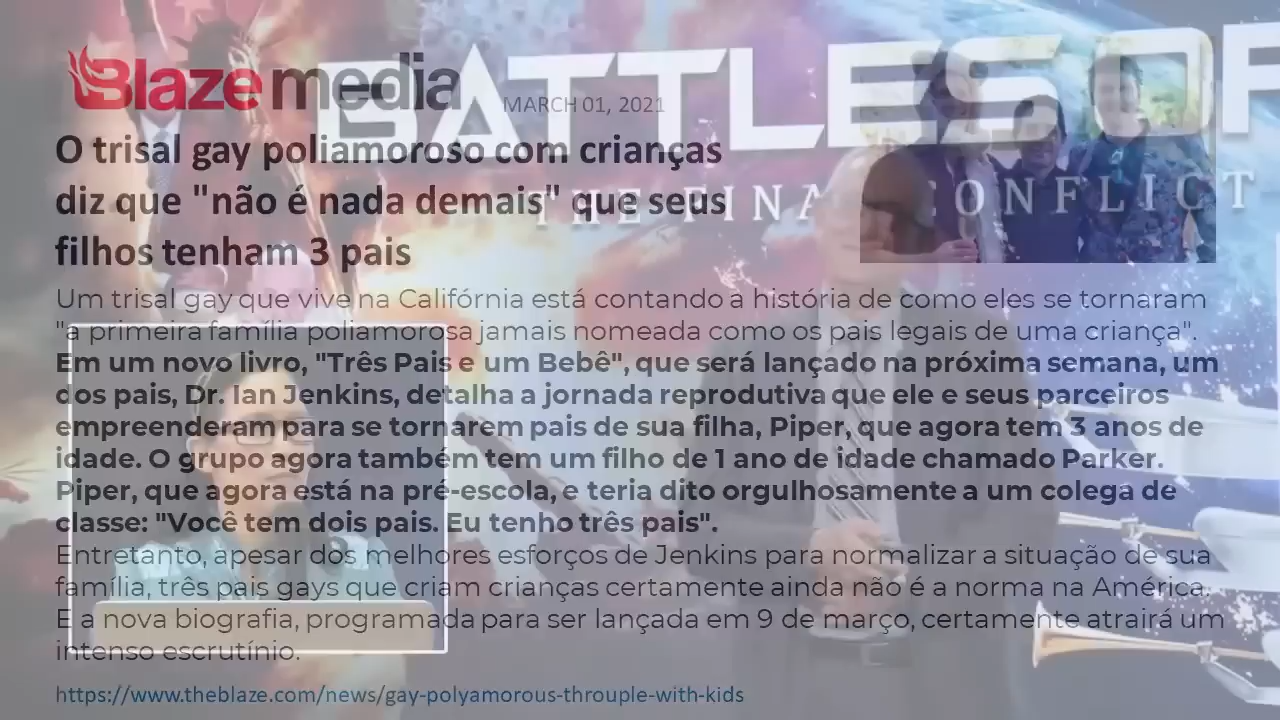 Blaze media
BATTLES OF
MARCH 01, 2021
THE FINA CONFLICT
O trisal gay poliamoroso com crianças
diz que "não é nada demais" que seus
filhos tenham 3 pais
Um trisal gay que vive na Califórnia está contando a história de como eles se tornaram
"a primeira família poliamorosa jamais nomeada como os pais legais de uma criança".
Em um novo livro, "Três Pais e um Bebê", que será lançado na próxima semana, um
dos pais, Dr. Ian Jenkins, detalha a jornada reprodutiva que ele e seus parceiros
empreenderam para se tornarem pais de sua filha, Piper, que agora tem 3 anos de
idade. O grupo agora também tem um filho de 1 ano de idade chamado Parker.
Piper, que agora está na pré-escola, e teria dito orgulhosamente a um colega de
classe: "Você tem dois pais. Eu tenho três pais".
Entretanto, apesar dos melhores esforços de Jenkins para normalizar a situação de sua
família, três pais gays que criam crianças certamente ainda não é a norma na América.
E a nova biografia, programada para ser lançada em 9 de março, certamente atrairá um
intenso escrutínio.
https://www.theblaze.com/news/gay-polyamorous-throuple-with-kids